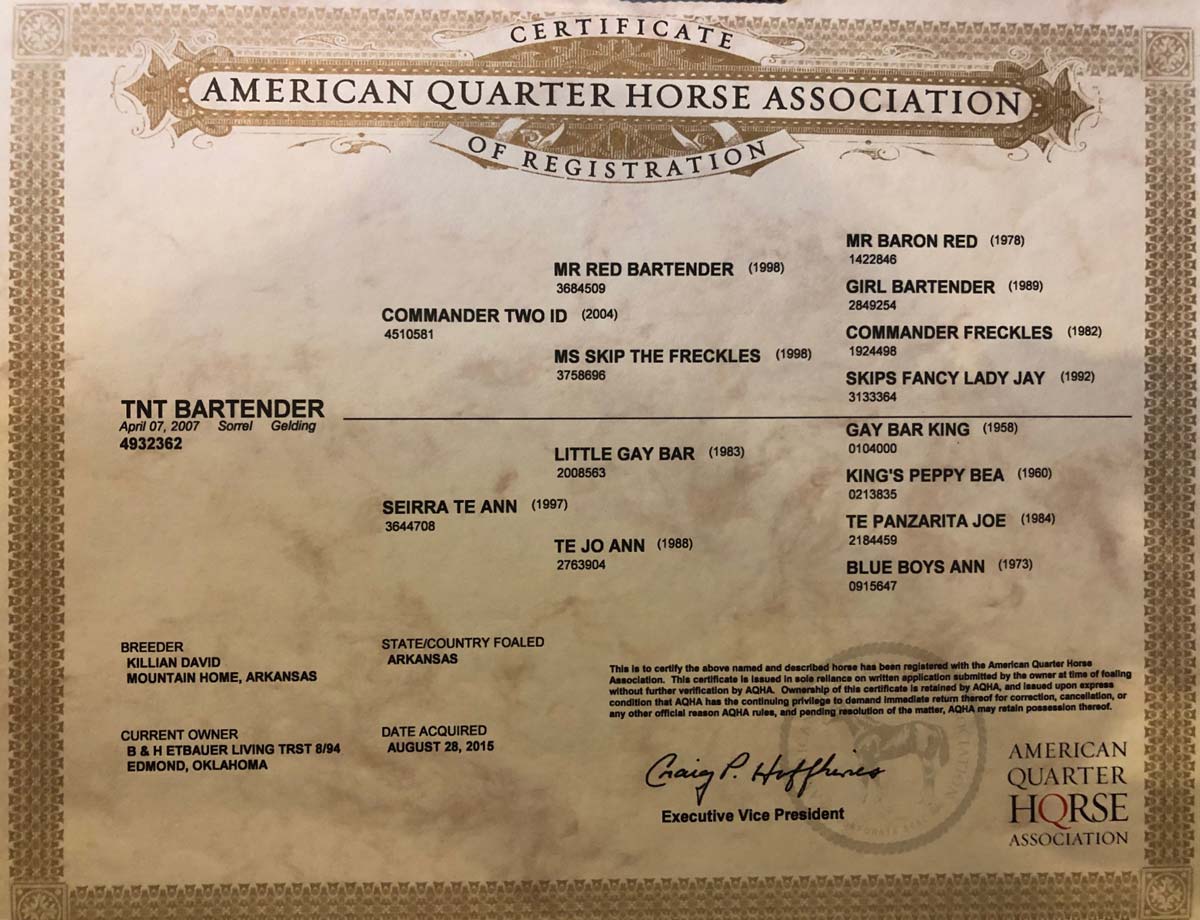 CERTIFICATE
AMERICAN QUARTER HORSE ASSOCIATION
OF REGISTRATION
MR BARON RED (1978)
1422846
MR RED BARTENDER (1998)
3684509
GIRL BARTENDER (1989)
2849254
COMMANDER TWO ID (2004)
4510581
COMMANDER FRECKLES (1982)
1924498
MS SKIP THE FRECKLES (1998)
3758696
SKIPS FANCY LADY JAY (1992)
3133364
TNT BARTENDER
April 07, 2007 Sorrel Gelding
4932362
GAY BAR KING (1958)
0104000
LITTLE GAY BAR (1983)
2008563
KING'S PEPPY BEA (1960)
0213835
SEIRRA TE ANN (1997)
3644708
TE PANZARITA JOE (1984)
2184459
TE JO ANN (1988)
2763904
BLUE BOYS ANN (1973)
0915647
BREEDER
KILLIAN DAVID
MOUNTAIN HOME, ARKANSAS
STATE/COUNTRY FOALED
ARKANSAS
CURRENT OWNER
B & H ETBAUER LIVING TRST 8/94
EDMOND, OKLAHOMA
DATE ACQUIRED
AUGUST 28, 2015
This is to certify the above named and described horse has been registered with the American Quarter Horse
Association. This certificate is issued in sole reliance on written application submitted by the owner at time of foaling
without further verification by AQHA. Ownership of this certificate is retained by AQHA, and issued upon express
condition that AQHA has the continuing privilege to demand immediate return thereof for correction, cancellation, or
any other official reason AQHA rules, and pending resolution of the matter, AQHA may retain possession thereof.
Craig P. Huffhines
Executive Vice President
AMERICAN
QUARTER
HORSE
ASSOCIATION